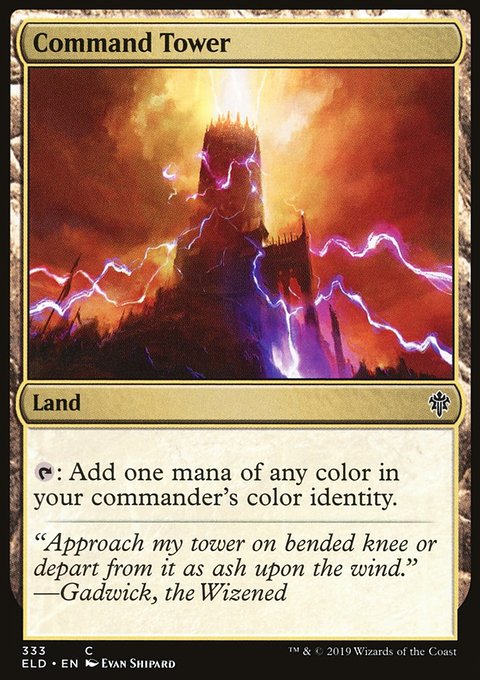 Command Tower
Land
: Add one mana of any color in
your commander's color identity.
“Approach my tower on bended knee or
depart from it as ash upon the wind.”
—Gadwick, the Wizened
333 C
ELD • EN Evan Shipard
™ & © 2019 Wizards of the Coast